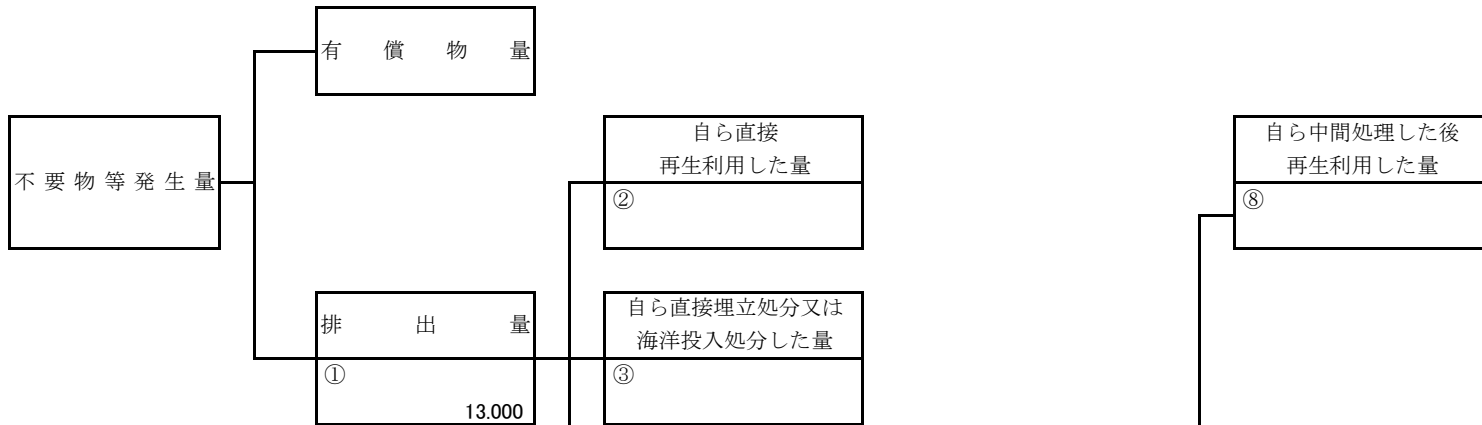 有償物量
不要物等発生量
自ら直接
再生利用した量
②
自ら中間処理した後
再生利用した量
⑧
排出量
①
13.000
自ら直接埋立処分又は
海洋投入処分した量
③